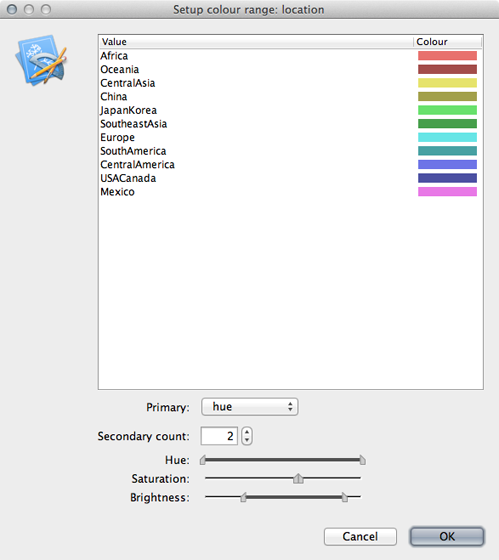 Setup colour range: location
Value Colour
Africa
Oceania
CentralAsia
China
JapanKorea
SoutheastAsia
Europe
SouthAmerica
CentralAmerica
USACanada
Mexico
Primary: hue
Secondary count: 2
Hue:
Saturation:
Brightness:
Cancel OK